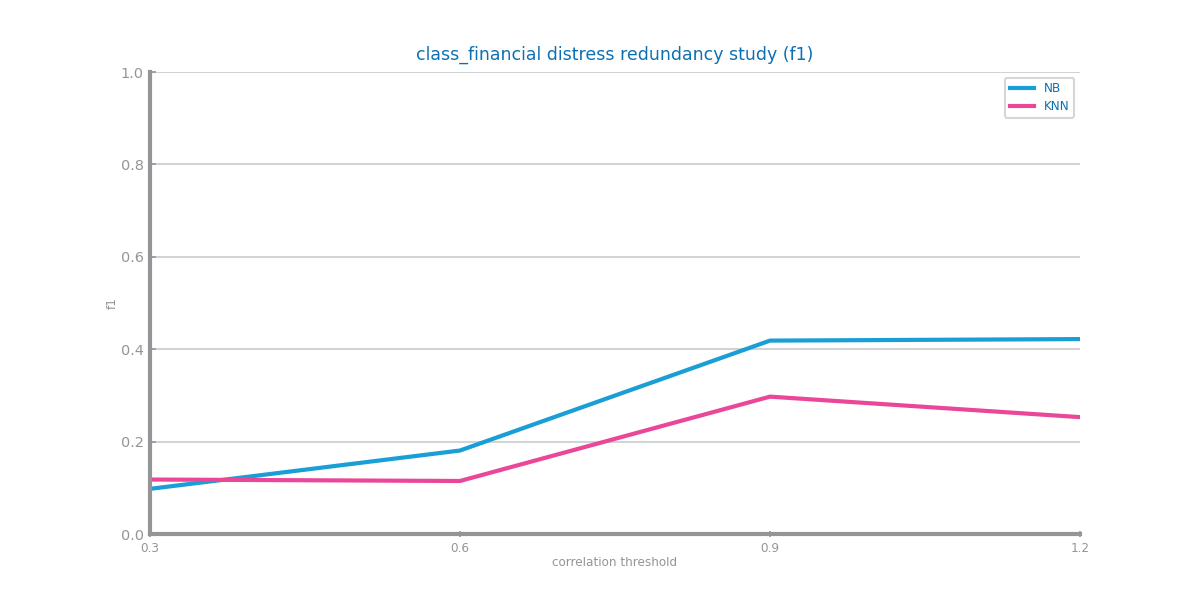 class_financial distress redundancy study (f1)
1.0
0.8
0.6
0.4
0.2
0.0
f1
NB
KNN
0.3 0.6 0.9 1.2
correlation threshold